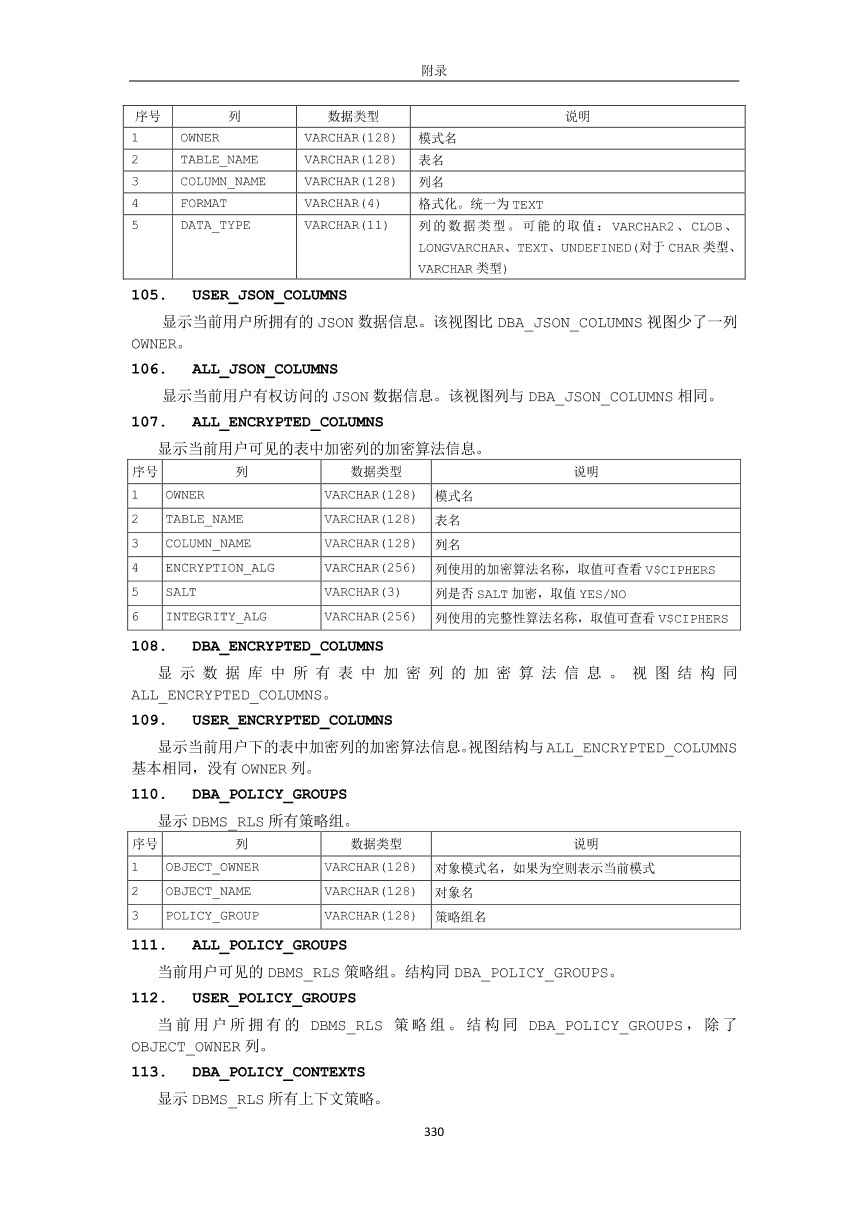 附录
序号 列 数据类型 说明
1 OWNER VARCHAR(128) 模式名
2 TABLE_NAME VARCHAR(128) 表名
3 COLUMN_NAME VARCHAR(128) 列名
4 FORMAT VARCHAR(4) 格式化。统一为 TEXT
5 DATA_TYPE VARCHAR(11) 列的数据类型。可能的取值：VARCHAR2、CLOB、
LONGVARCHAR、TEXT、UNDEFINED(对于 CHAR 类型、
VARCHAR 类型)
105. USER_JSON_COLUMNS
显示当前用户所拥有的 JSON 数据信息。该视图比 DBA_JSON_COLUMNS 视图少了一列
OWNER。
106. ALL_JSON_COLUMNS
显示当前用户有权访问的 JSON 数据信息。该视图列与 DBA_JSON_COLUMNS 相同。
107. ALL_ENCRYPTED_COLUMNS
显示当前用户可见的表中加密列的加密算法信息。
序号 列 数据类型 说明
1 OWNER VARCHAR(128) 模式名
2 TABLE_NAME VARCHAR(128) 表名
3 COLUMN_NAME VARCHAR(128) 列名
4 ENCRYPTION_ALG VARCHAR(256) 列使用的加密算法名称，取值可查看 V$CIPHERS
5 SALT VARCHAR(3) 列是否 SALT 加密，取值 YES/NO
6 INTEGRITY_ALG VARCHAR(256) 列使用的完整性算法名称，取值可查看 V$CIPHERS
108. DBA_ENCRYPTED_COLUMNS
显示数据库中所有表中加密列的加密算法信息。视图结构同
ALL_ENCRYPTED_COLUMNS。
109. USER_ENCRYPTED_COLUMNS
显示当前用户下的表中加密列的加密算法信息。视图结构与 ALL_ENCRYPTED_COLUMNS
基本相同，没有 OWNER 列。
110. DBA_POLICY_GROUPS
显示 DBMS_RLS 所有策略组。
序号 列 数据类型 说明
1 OBJECT_OWNER VARCHAR(128) 对象模式名，如果为空则表示当前模式
2 OBJECT_NAME VARCHAR(128) 对象名
3 POLICY_GROUP VARCHAR(128) 策略组名
111. ALL_POLICY_GROUPS
当前用户可见的 DBMS_RLS 策略组。结构同 DBA_POLICY_GROUPS。
112. USER_POLICY_GROUPS
当前用户所拥有的 DBMS_RLS 策略组。结构同 DBA_POLICY_GROUPS，除了
OBJECT_OWNER 列。
113. DBA_POLICY_CONTEXTS
显示 DBMS_RLS 所有上下文策略。
330